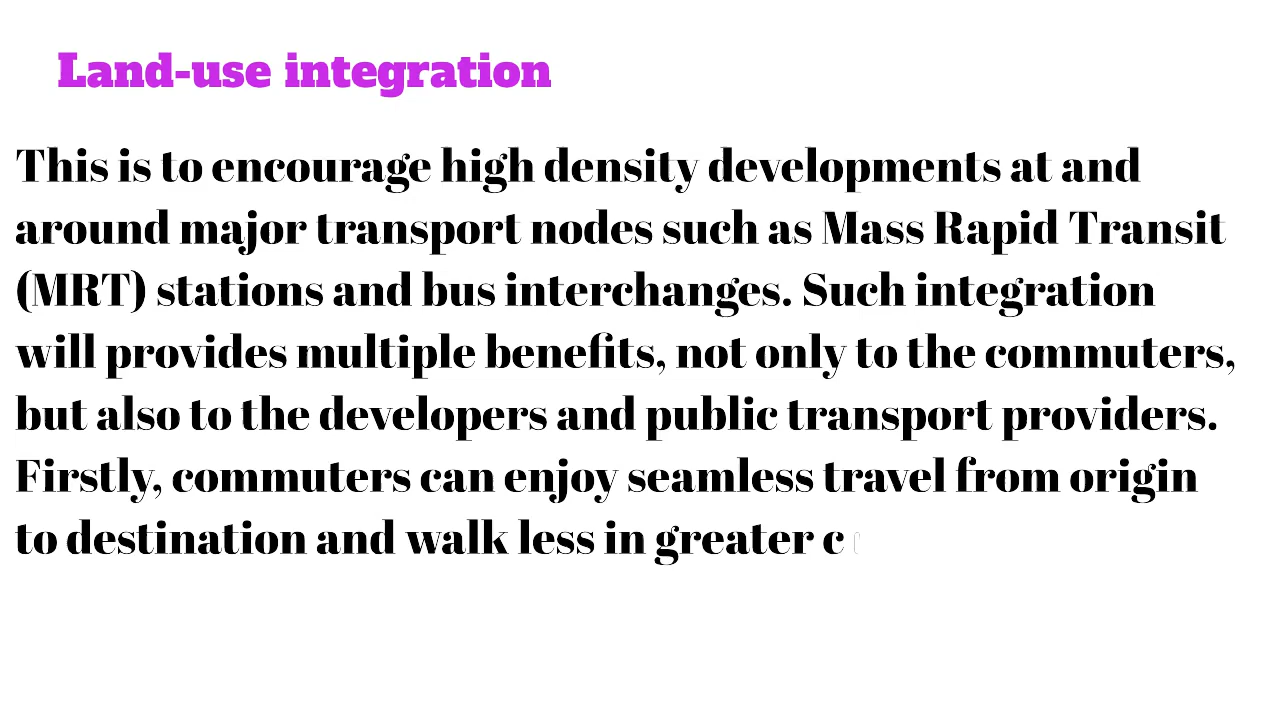 Land-use integration
This is to encourage high density developments at and
around major transport nodes such as Mass Rapid Transit
(MRT) stations and bus interchanges. Such integration
will provides multiple benefits, not only to the commuters,
but also to the developers and public transport providers.
Firstly, commuters can enjoy seamless travel from origin
to destination and walk less in greater c